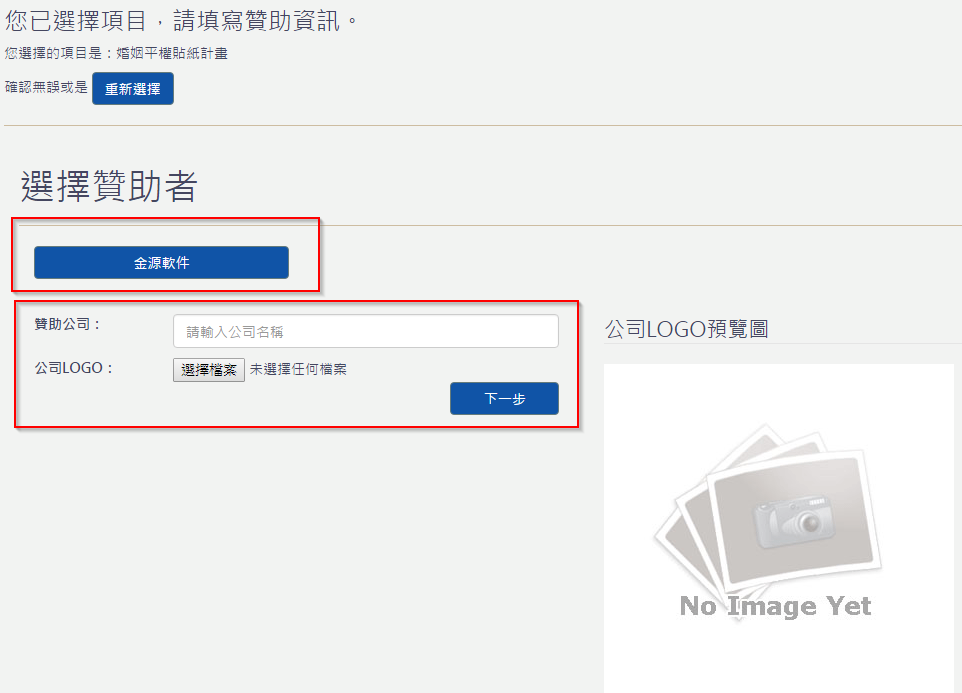 您已選擇項目，請填寫贊助資訊。
您選擇的項目是：婚姻平權貼紙計畫
確認無誤或是 重新選擇
選擇贊助者
金源軟件
贊助公司：
請輸入公司名稱
公司LOGO：
選擇檔案 未選擇任何檔案
下一步
公司LOGO預覽圖
No Image Yet